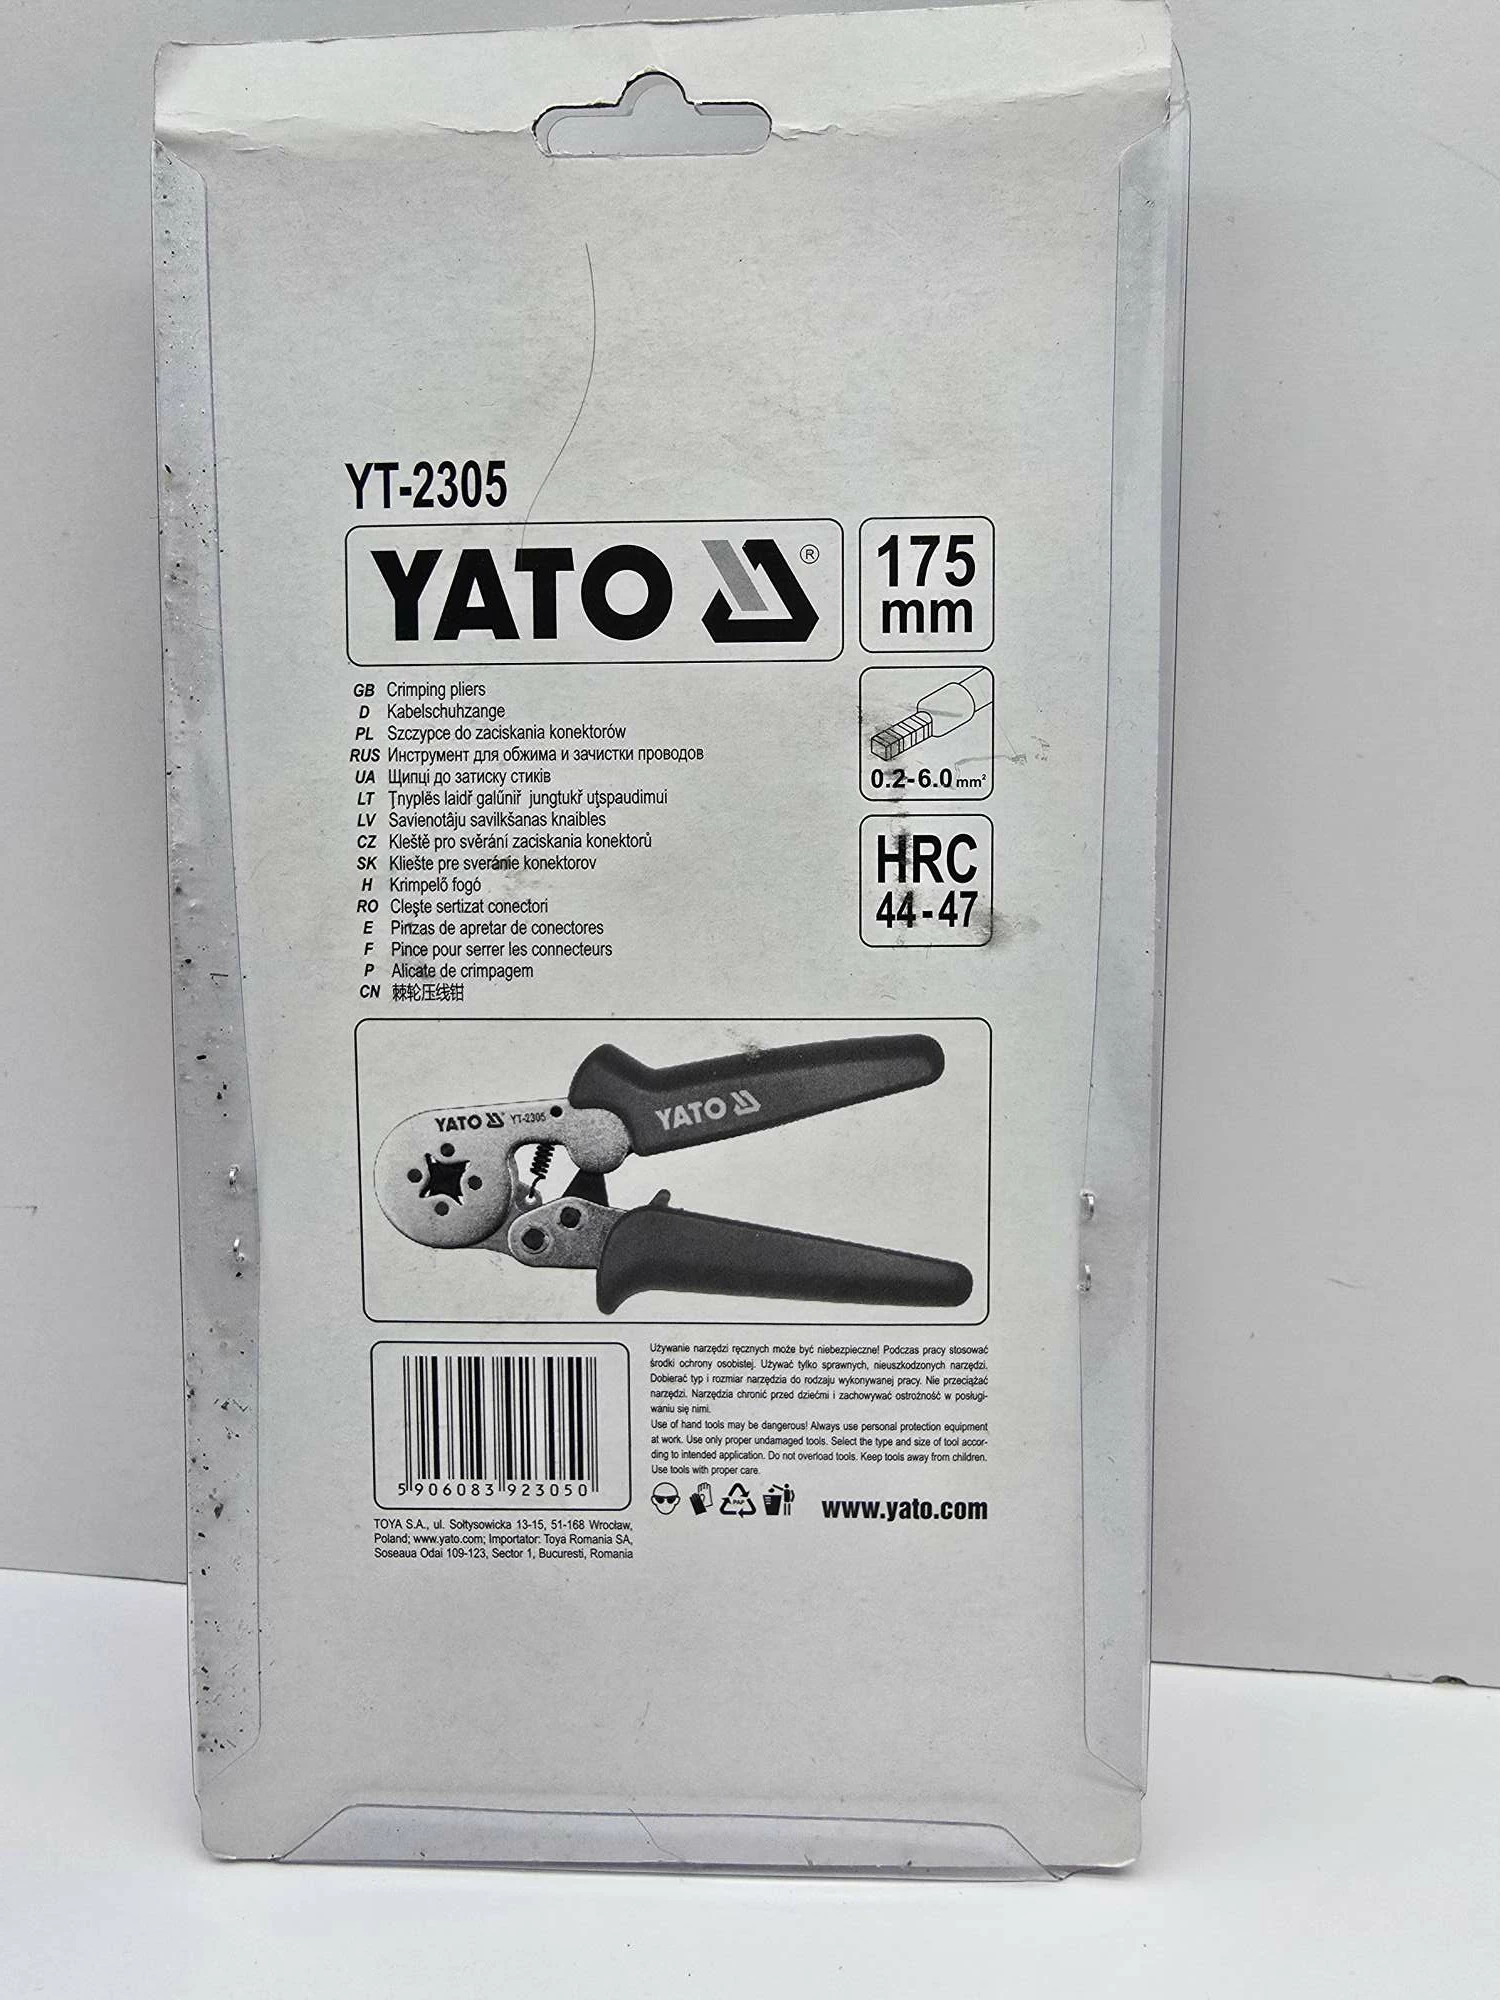 YT-2305
YATO ®
175
mm
GB Crimping pliers
D Kabelschuhzange
PL Szczypce do zaciskania konektorów
RUS Инструмент для обжима и зачистки проводов
UA Щипці до затиску стиків
LT Ţnyplës laidř galűniř jungtukř uţspaudimui
LV Savienotâju savilkšanas knaibles
CZ Kleště pro svěrání zaciskania konektorů
SK Kliešte pre sveránie konektorov
H Krimpelő fogó
RO Cleşte sertizat conectori
E Pinzas de apretar de conectores
F Pince pour serrer les connecteurs
P Alicate de crimpagem
CN 棘轮压线钳
0.2-6.0 mm²
HRC
44-47
YATO YT-2305
YATO
5 906083 923050
TOYA S.A., ul. Sołtysowicka 13-15, 51-168 Wrocław,
Poland; www.yato.com; Importator: Toya Romania SA,
Soseaua Odai 109-123, Sector 1, Bucuresti, Romania
Używanie narzędzi ręcznych może być niebezpieczne! Podczas pracy stosować
środki ochrony osobistej. Używać tylko sprawnych, nieuszkodzonych narzędzi.
Dobierać typ i rozmiar narzędzia do rodzaju wykonywanej pracy. Nie przeciążać
narzędzi. Narzędzia chronić przed dziećmi i zachowywać ostrożność w posługi-
waniu się nimi.
Use of hand tools may be dangerous! Always use personal protection equipment
at work. Use only proper undamaged tools. Select the type and size of tool accor-
ding to intended application. Do not overload tools. Keep tools away from children.
Use tools with proper care.
PAP
www.yato.com